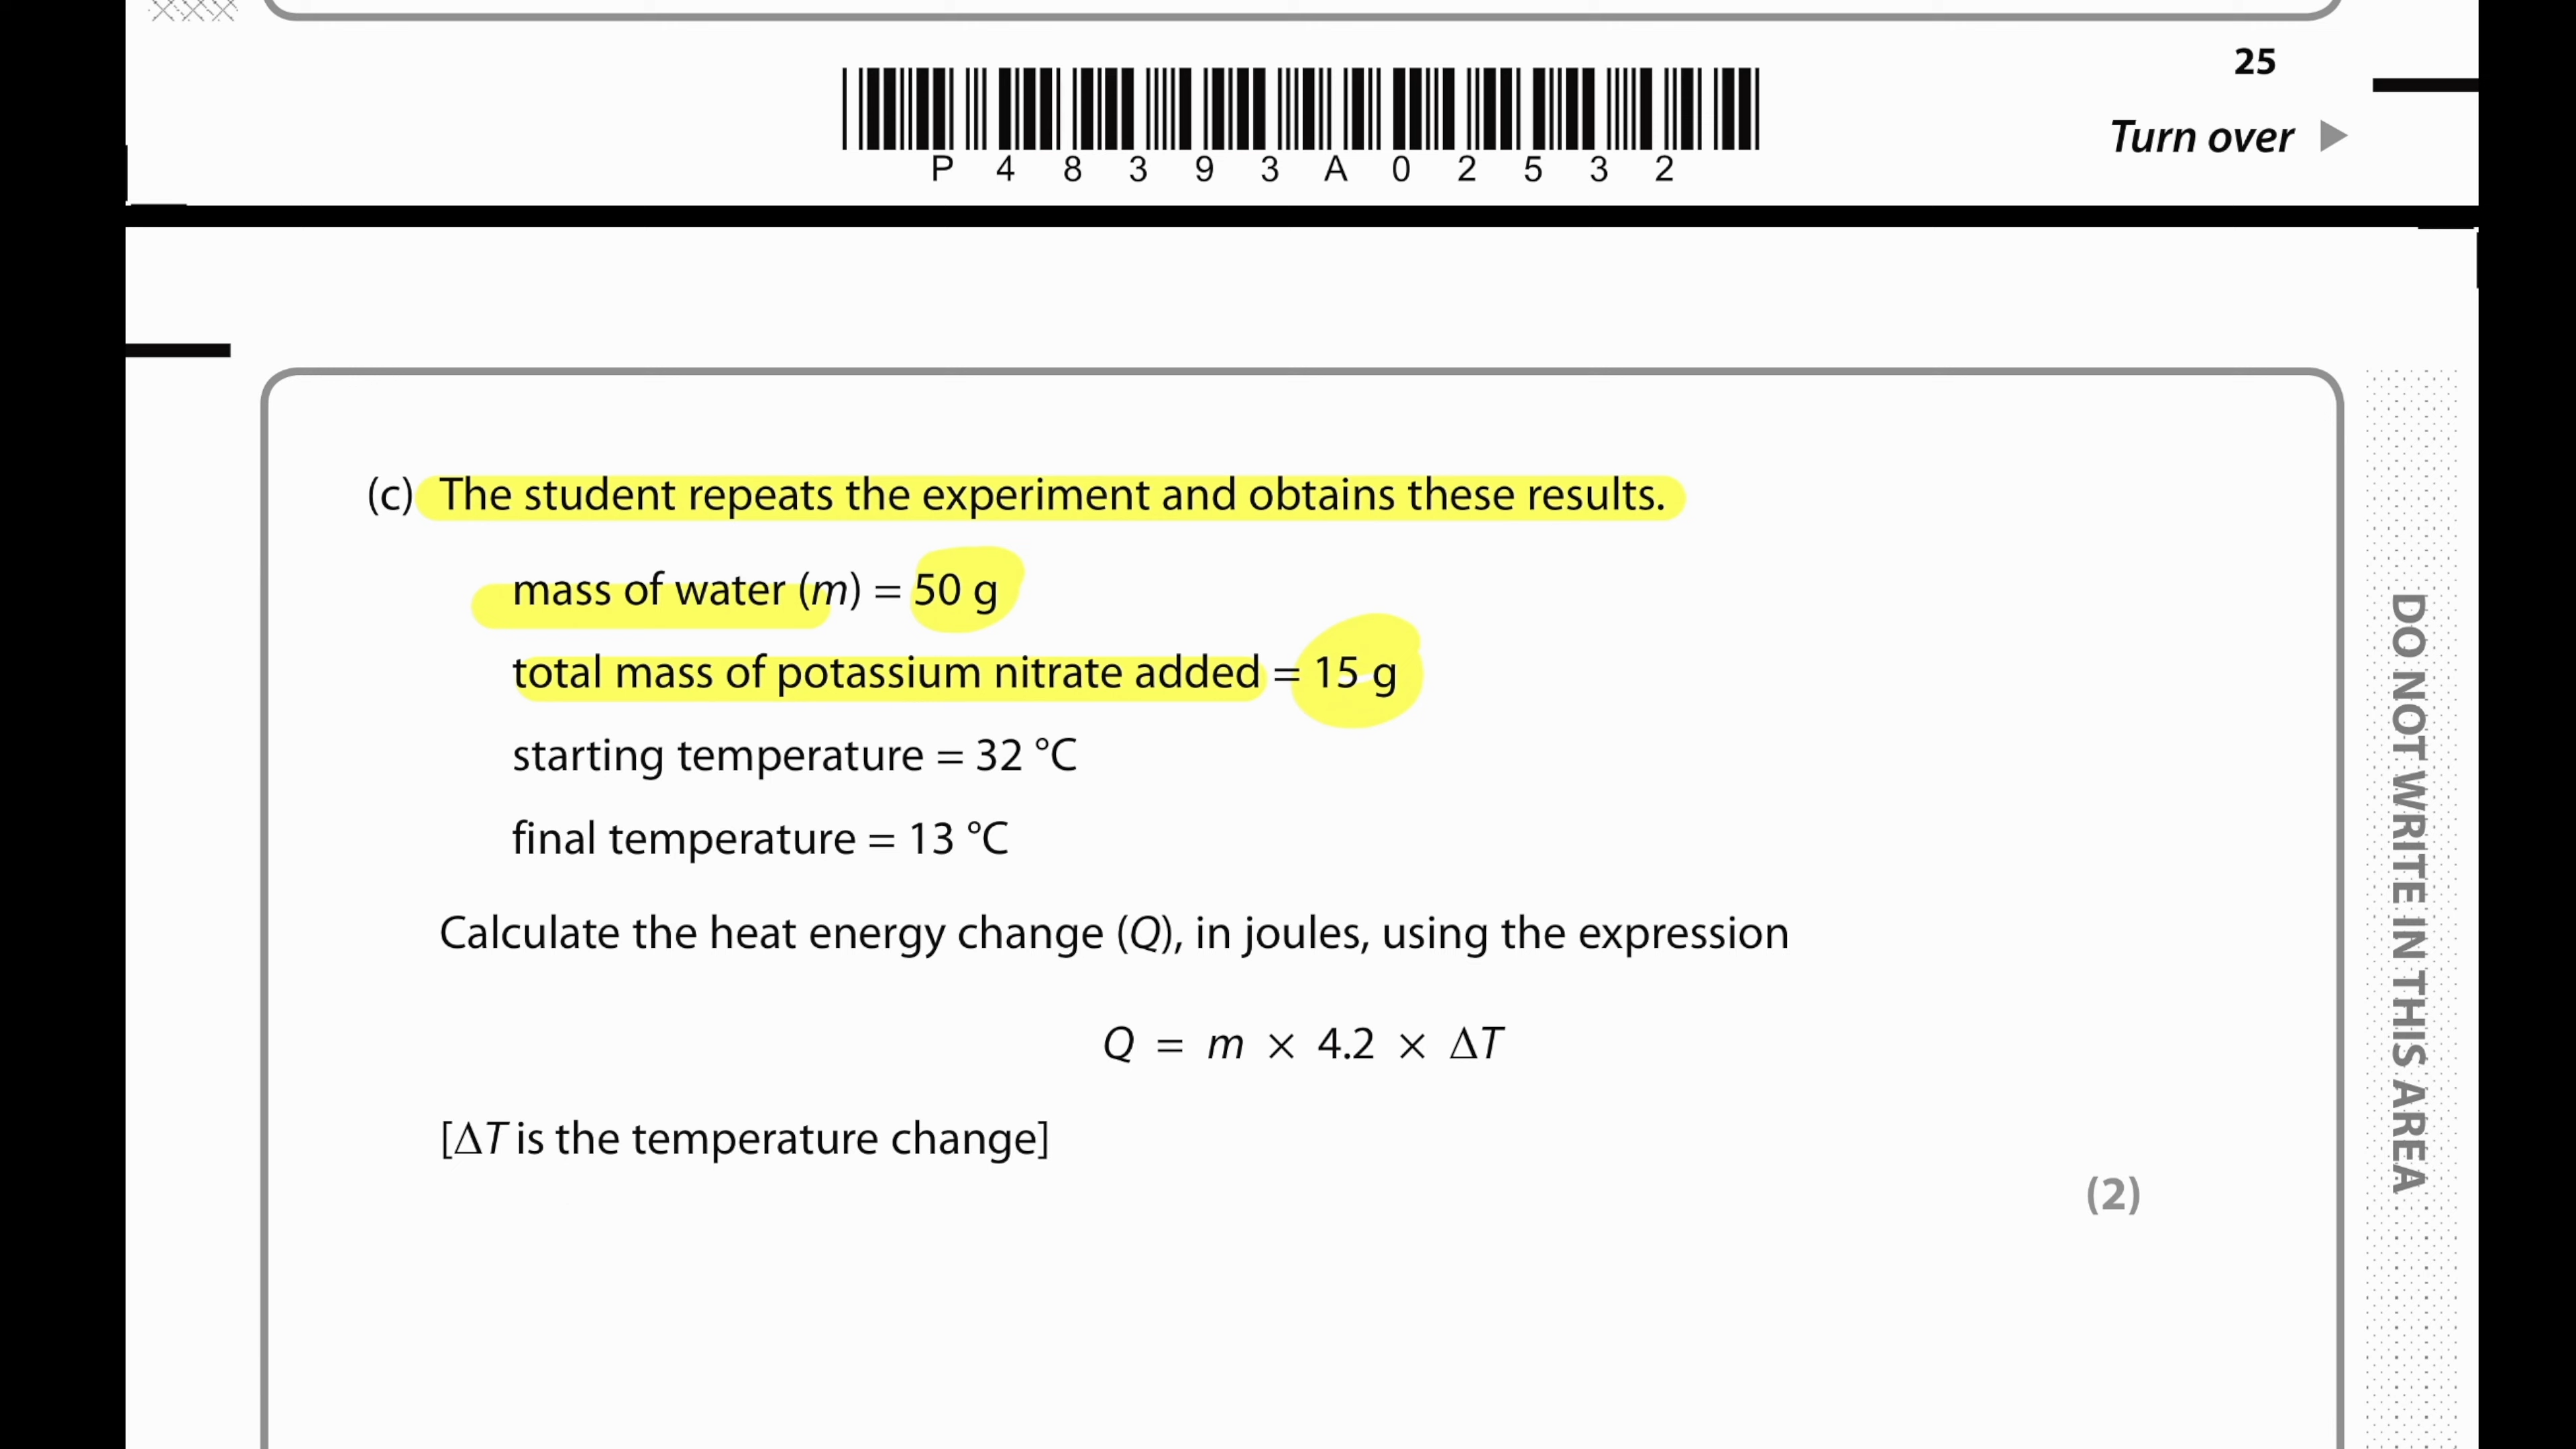 25
Turn over
P 4 8 3 9 3 A 0 2 5 3 2
(c) The student repeats the experiment and obtains these results.
mass of water (m) = 50 g
total mass of potassium nitrate added = 15 g
starting temperature = 32 °C
final temperature = 13 °C
Calculate the heat energy change (Q), in joules, using the expression
Q = m × 4.2 × ΔT
[ΔT is the temperature change]
(2)
DO NOT WRITE IN THIS AREA